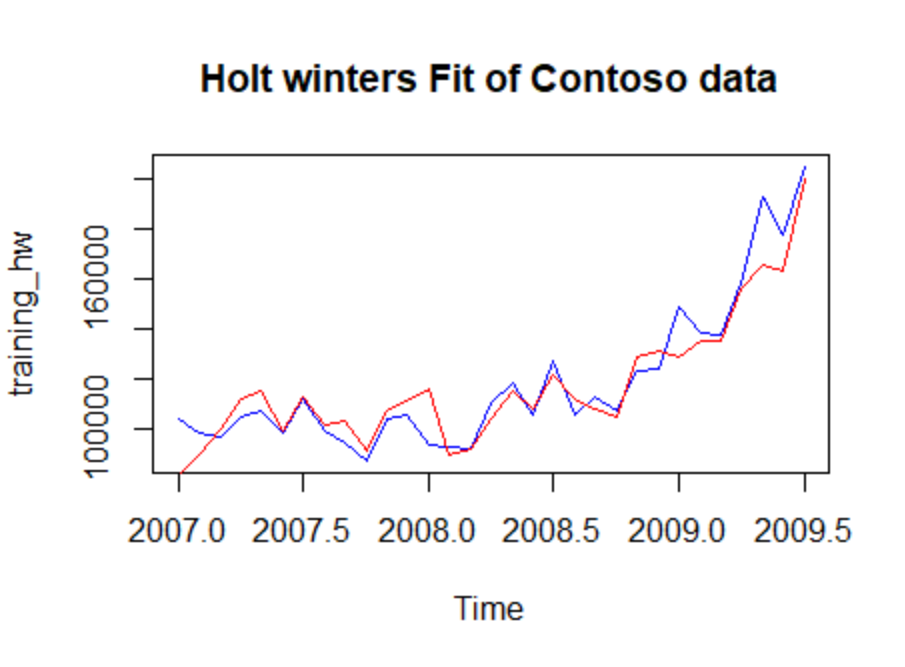 Holt winters Fit of Contoso data
training_hw
160000
100000
2007.0 2007.5 2008.0 2008.5 2009.0 2009.5
Time